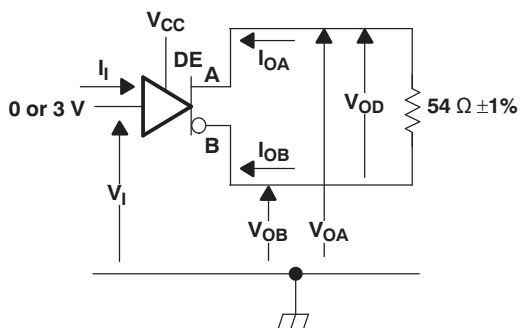 VCC
DE
A
II
IOA
0 or 3 V
VOD
54 Ω ±1%
B
IOB
VI
VOB
VOA